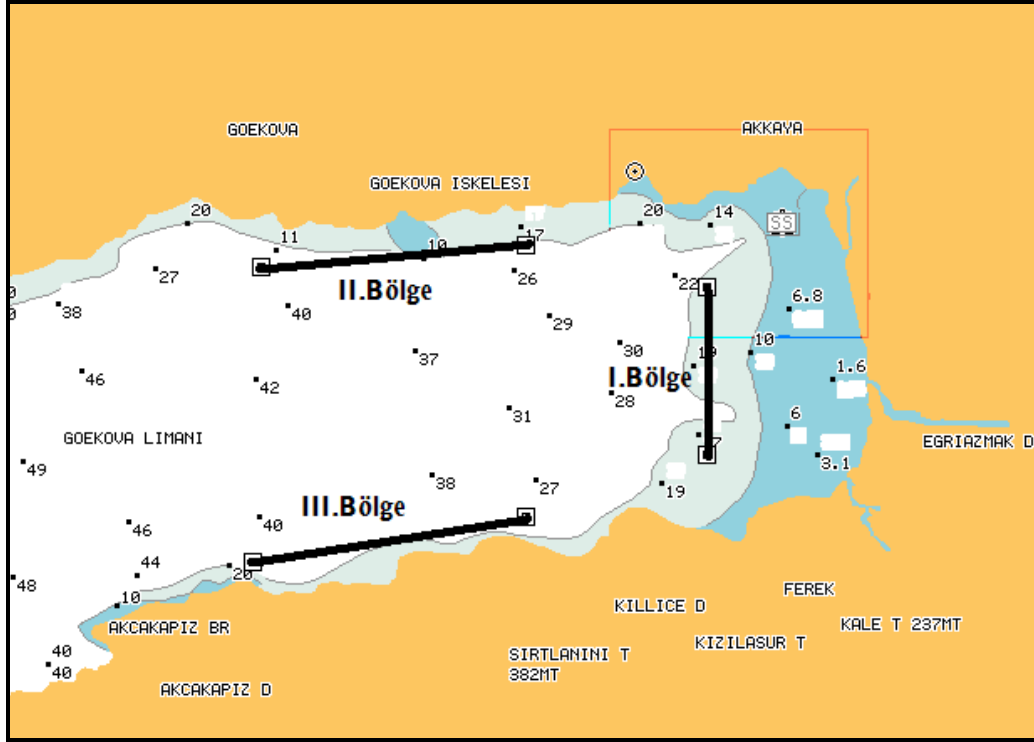 GOEKOVA
AKKAYA
GOEKOVA ISKELESI
20
20
14
SS
17
11
10
27
26
22
II.Bölge
38
40
29
6.8
30
37
19
10
46
42
I.Bölge
1.6
28
31
GOEKOVA LIMANI
6
EGRIAZMAK D
49
3.1
38
27
19
III.Bölge
40
46
44
20
48
10
FEREK
KILLICE D
AKCAKAPIZ BR
KALE T 237MT
KIZILASUR T
40
SIRTLANINI T
40
382MT
AKCAKAPIZ D